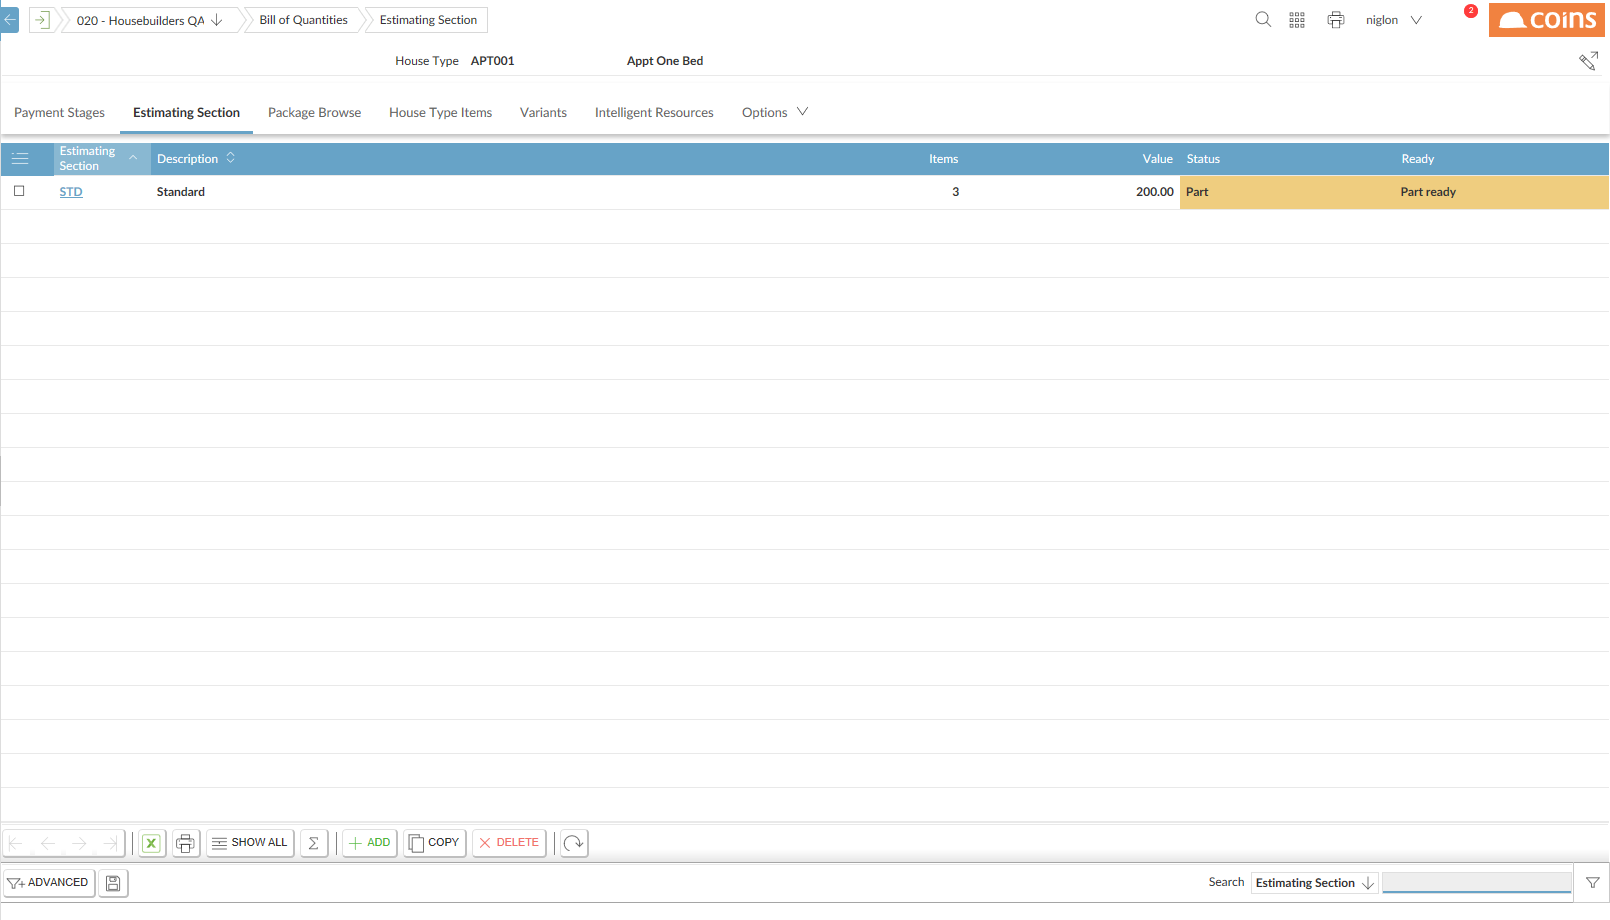 020 - Housebuilders QA
Bill of Quantities
Estimating Section
niglon
2
coins
House Type APT001 Appt One Bed
Payment Stages Estimating Section Package Browse House Type Items Variants Intelligent Resources Options
Estimating Section Description Items Value Status Ready
STD Standard 3 200.00 Part Part ready
X SHOW ALL Σ + ADD COPY DELETE
ADVANCED Search Estimating Section